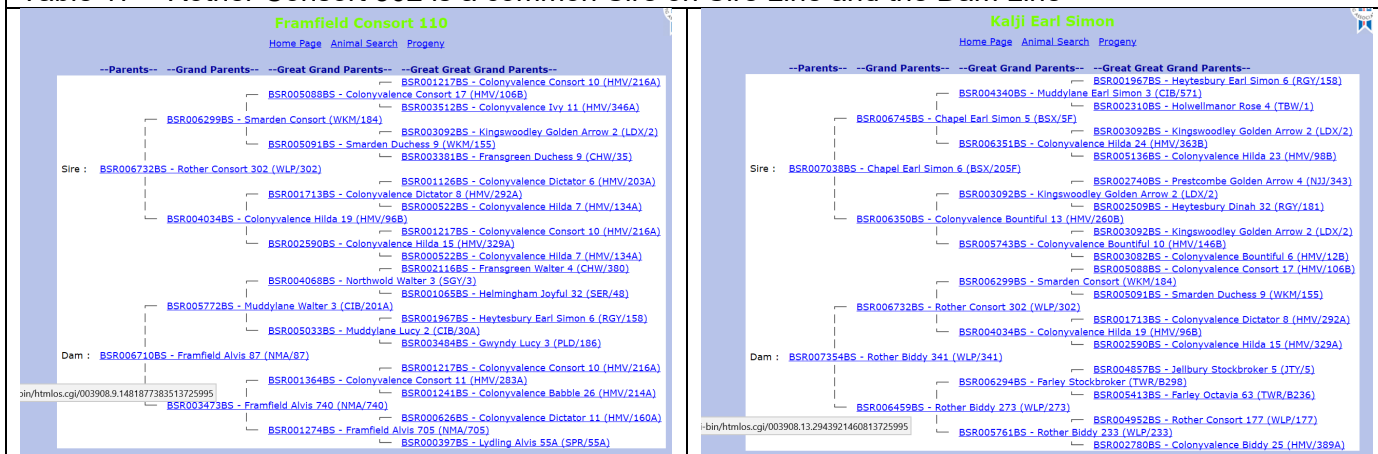 Framfield Consort 110
Home Page Animal Search Progeny
--Parents-- --Grand Parents-- --Great Grand Parents-- --Great Great Grand Parents--
BSR001217BS - Colonyvalence Consort 10 (HMV/216A)
BSR005088BS - Colonyvalence Consort 17 (HMV/106B)
BSR003512BS - Colonyvalence Ivy 11 (HMV/346A)
BSR006299BS - Smarden Consort (WKM/184)
BSR003092BS - Kingswoodley Golden Arrow 2 (LDX/2)
BSR005091BS - Smarden Duchess 9 (WKM/155)
BSR003381BS - Fransgreen Duchess 9 (CHW/35)
Sire : BSR006732BS - Rother Consort 302 (WLP/302)
BSR001126BS - Colonyvalence Dictator 6 (HMV/203A)
BSR001713BS - Colonyvalence Dictator 8 (HMV/292A)
BSR000522BS - Colonyvalence Hilda 7 (HMV/134A)
BSR004034BS - Colonyvalence Hilda 19 (HMV/96B)
BSR001217BS - Colonyvalence Consort 10 (HMV/216A)
BSR002590BS - Colonyvalence Hilda 15 (HMV/329A)
BSR000522BS - Colonyvalence Hilda 7 (HMV/134A)
BSR002116BS - Fransgreen Walter 4 (CHW/380)
BSR004068BS - Northwold Walter 3 (SGY/3)
BSR001065BS - Helmingham Joyful 32 (SER/48)
BSR005772BS - Muddylane Walter 3 (CIB/201A)
BSR001967BS - Heytesbury Earl Simon 6 (RGY/158)
BSR005033BS - Muddylane Lucy 2 (CIB/30A)
BSR003484BS - Gwyndy Lucy 3 (PLD/186)
Dam : BSR006710BS - Framfield Alvis 87 (NMA/87)
BSR001217BS - Colonyvalence Consort 10 (HMV/216A)
BSR001364BS - Colonyvalence Consort 11 (HMV/283A)
bin/htmlos.cgi/003908.9.1481877383513725995
BSR001241BS - Colonyvalence Babble 26 (HMV/214A)
BSR003473BS - Framfield Alvis 740 (NMA/740)
BSR000626BS - Colonyvalence Dictator 11 (HMV/160A)
BSR001274BS - Framfield Alvis 705 (NMA/705)
BSR000397BS - Lydling Alvis 55A (SPR/55A)
Kalji Earl Simon
Home Page Animal Search Progeny
--Parents-- --Grand Parents-- --Great Grand Parents-- --Great Great Grand Parents--
BSR001967BS - Heytesbury Earl Simon 6 (RGY/158)
BSR004340BS - Muddylane Earl Simon 3 (CIB/571)
BSR002310BS - Holwellmanor Rose 4 (TBW/1)
BSR006745BS - Chapel Earl Simon 5 (BSX/5F)
BSR003092BS - Kingswoodley Golden Arrow 2 (LDX/2)
BSR006351BS - Colonyvalence Hilda 24 (HMV/363B)
BSR005136BS - Colonyvalence Hilda 23 (HMV/98B)
Sire : BSR007038BS - Chapel Earl Simon 6 (BSX/205F)
BSR002740BS - Prestcombe Golden Arrow 4 (NJJ/343)
BSR003092BS - Kingswoodley Golden Arrow 2 (LDX/2)
BSR002509BS - Heytesbury Dinah 32 (RGY/181)
BSR006350BS - Colonyvalence Bountiful 13 (HMV/260B)
BSR003092BS - Kingswoodley Golden Arrow 2 (LDX/2)
BSR005743BS - Colonyvalence Bountiful 10 (HMV/146B)
BSR003082BS - Colonyvalence Bountiful 6 (HMV/12B)
BSR005088BS - Colonyvalence Consort 17 (HMV/106B)
BSR006299BS - Smarden Consort (WKM/184)
BSR005091BS - Smarden Duchess 9 (WKM/155)
BSR006732BS - Rother Consort 302 (WLP/302)
BSR001713BS - Colonyvalence Dictator 8 (HMV/292A)
BSR004034BS - Colonyvalence Hilda 19 (HMV/96B)
BSR002590BS - Colonyvalence Hilda 15 (HMV/329A)
Dam : BSR007354BS - Rother Biddy 341 (WLP/341)
BSR004857BS - Jellbury Stockbroker 5 (JTY/5)
BSR006294BS - Farley Stockbroker (TWR/B298)
BSR005413BS - Farley Octavia 63 (TWR/B236)
BSR006459BS - Rother Biddy 273 (WLP/273)
i-bin/htmlos.cgi/003908.13.2943921460813725995
BSR004952BS - Rother Consort 177 (WLP/177)
BSR005761BS - Rother Biddy 233 (WLP/233)
BSR002780BS - Colonyvalence Biddy 25 (HMV/389A)